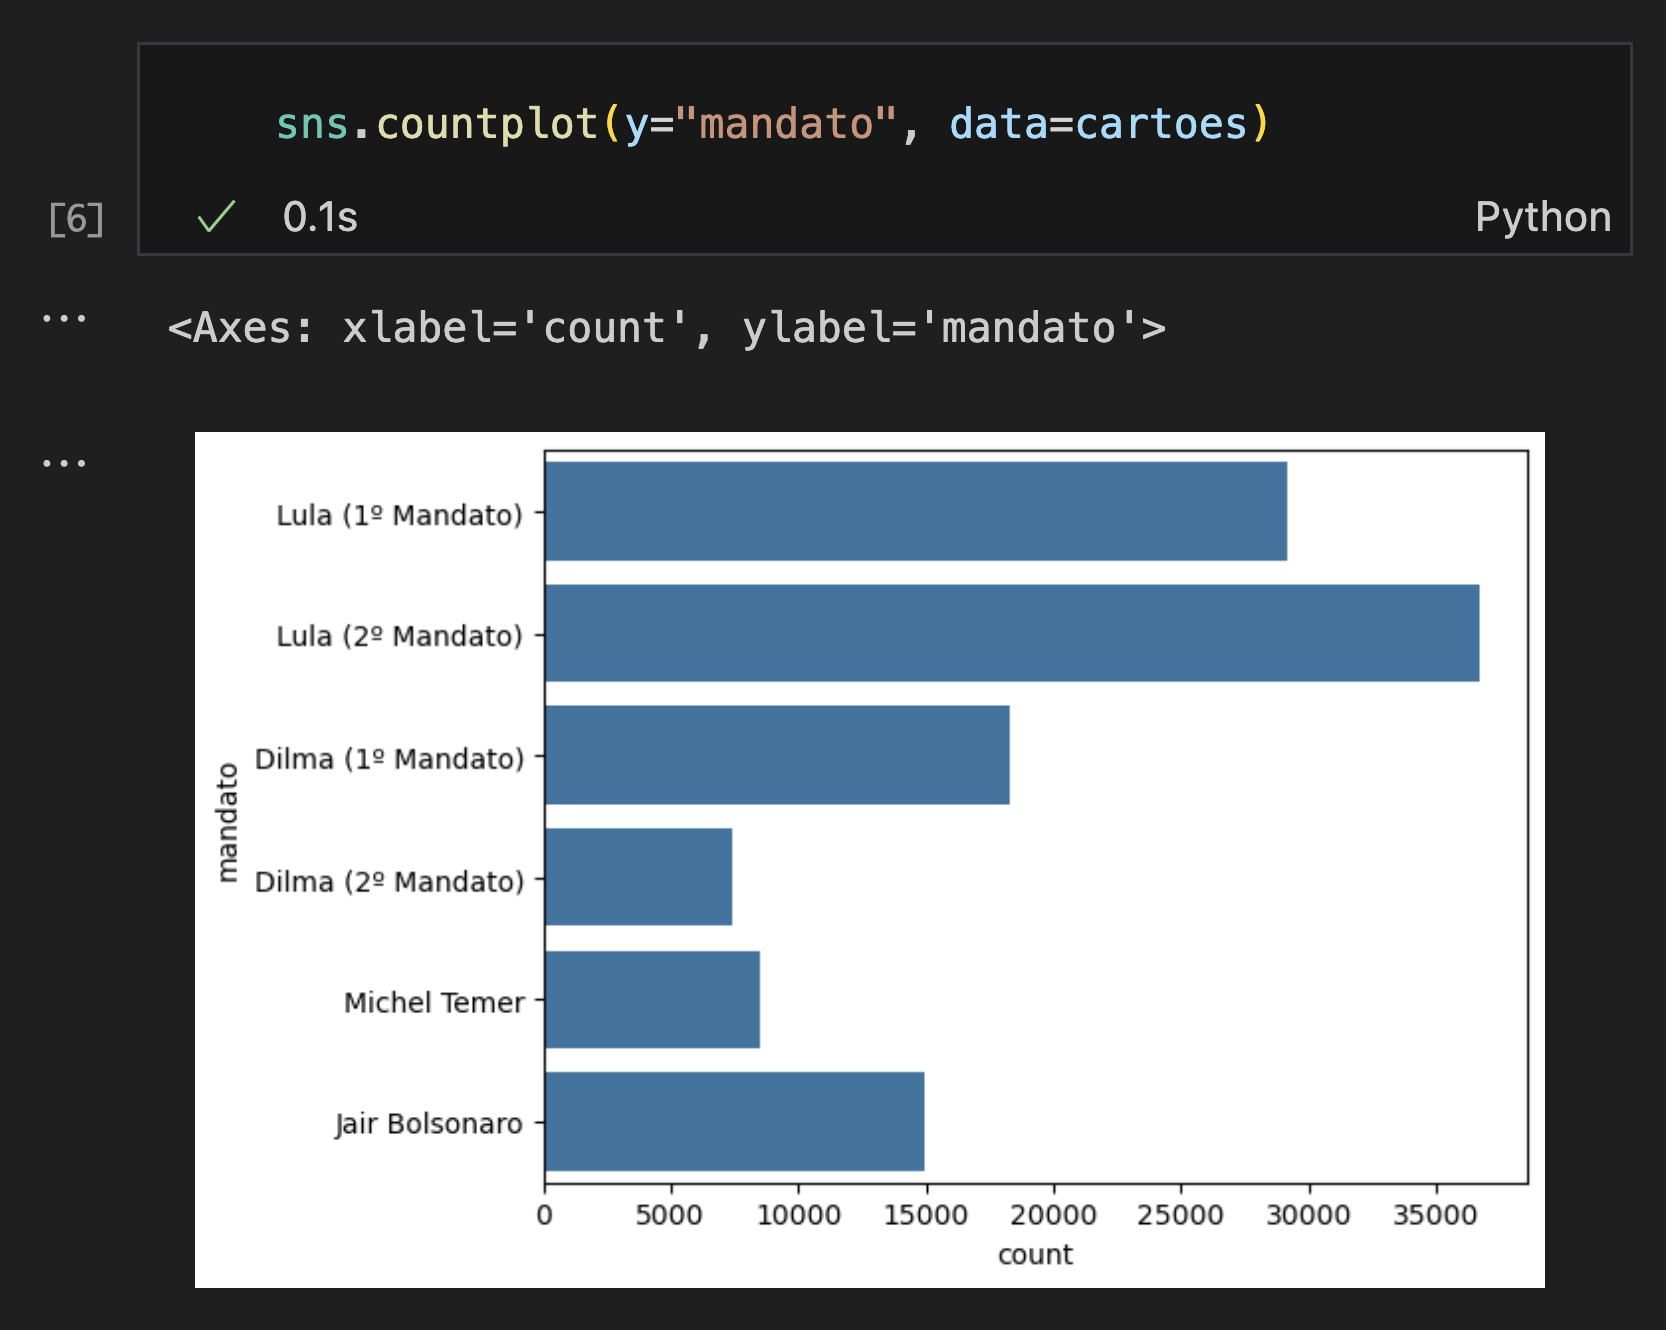 sns.countplot(y="mandato", data=cartoes)
[6] 0.1s Python
<Axes: xlabel='count', ylabel='mandato'>
Lula (1º Mandato)
Lula (2º Mandato)
Dilma (1º Mandato)
mandato
Dilma (2º Mandato)
Michel Temer
Jair Bolsonaro
0 5000 10000 15000 20000 25000 30000 35000
count